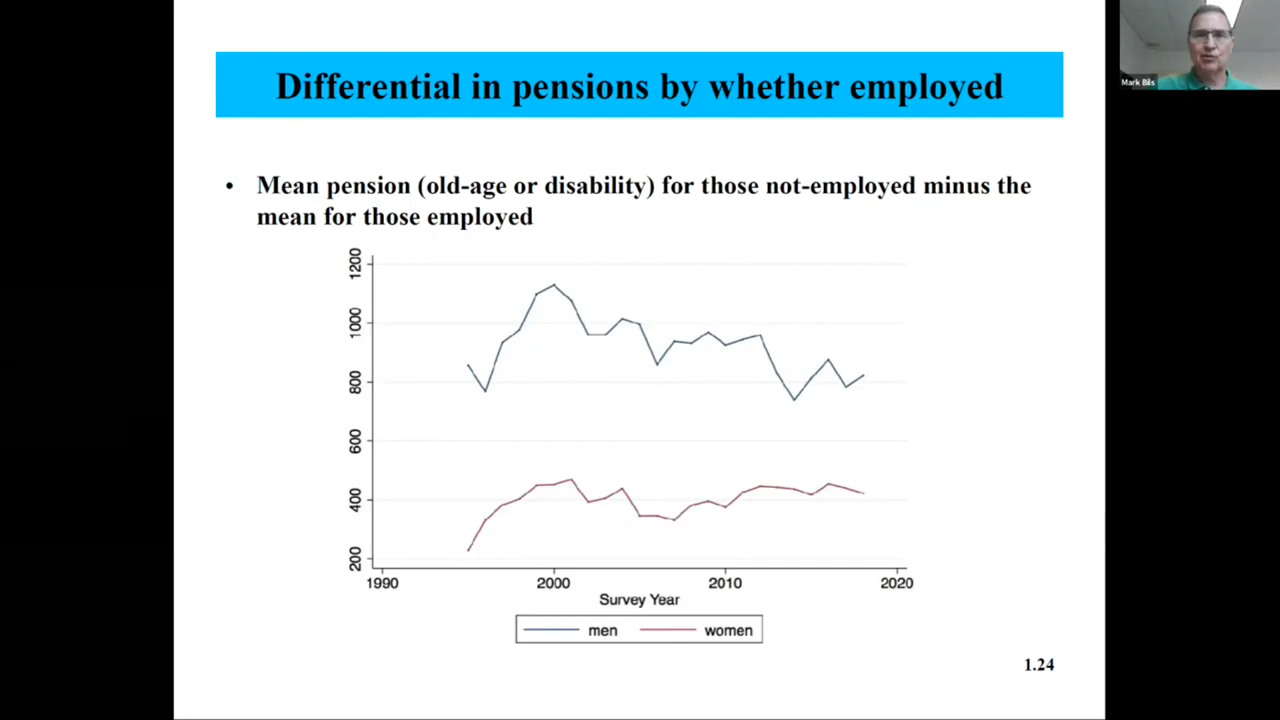 Differential in pensions by whether employed
Mark Bils
• Mean pension (old-age or disability) for those not-employed minus the
mean for those employed
1200
1000
800
600
400
200
1990 2000 2010 2020
Survey Year
men women
1.24